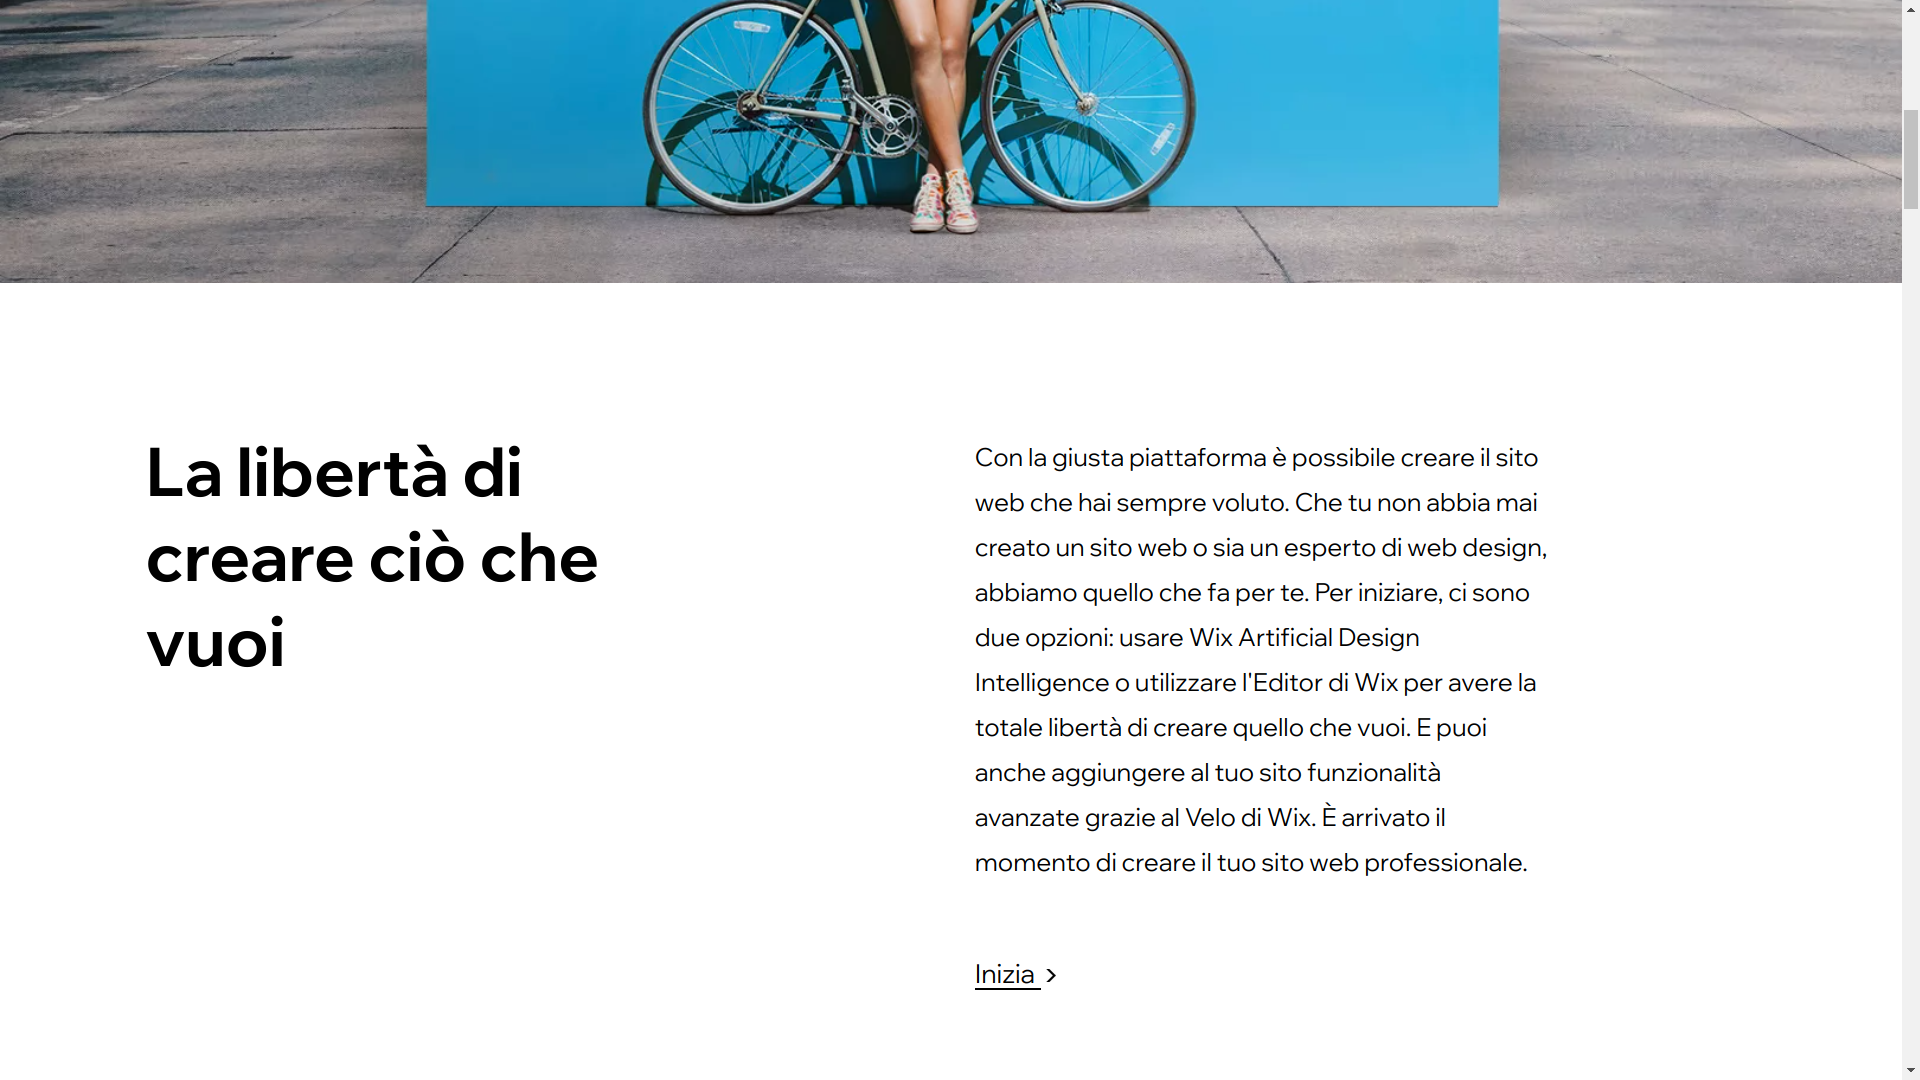 La libertà di
creare ciò che
vuoi
Con la giusta piattaforma è possibile creare il sito
web che hai sempre voluto. Che tu non abbia mai
creato un sito web o sia un esperto di web design,
abbiamo quello che fa per te. Per iniziare, ci sono
due opzioni: usare Wix Artificial Design
Intelligence o utilizzare l'Editor di Wix per avere la
totale libertà di creare quello che vuoi. E puoi
anche aggiungere al tuo sito funzionalità
avanzate grazie al Velo di Wix. È arrivato il
momento di creare il tuo sito web professionale.
Inizia >